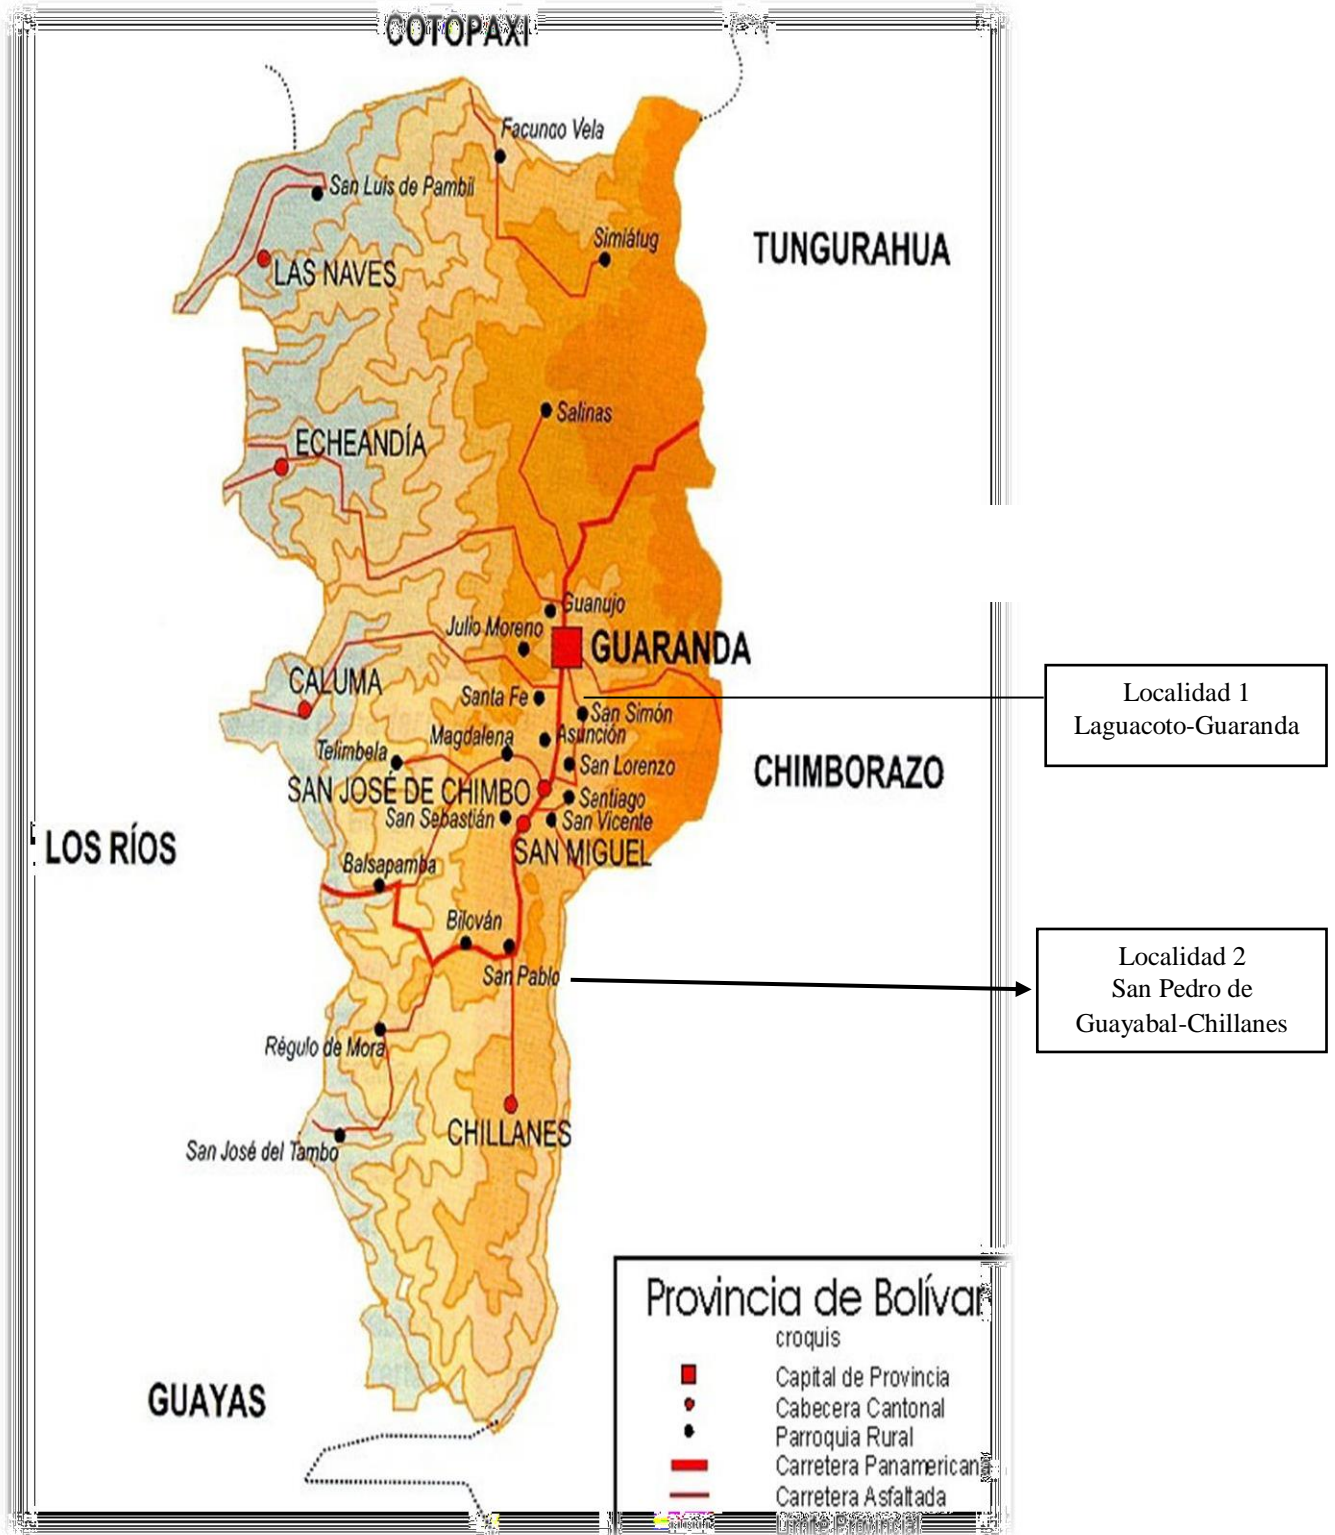 COTOPAXI
Facundo Vela
San Luis de Pambil
Simiátug
TUNGURAHUA
LAS NAVES
Salinas
ECHEANDÍA
Guanujo
Julio Moreno
GUARANDA
CALUMA
Santa Fe
San Simón
Localidad 1
Laguacoto-Guaranda
Magdalena
Asunción
Telimbela
San Lorenzo
CHIMBORAZO
SAN JOSÉ DE CHIMBO
Santiago
San Sebastián
San Vicente
LOS RÍOS
SAN MIGUEL
Balsapamba
Bilován
San Pablo
Localidad 2
San Pedro de
Guayabal-Chillanes
Régulo de Mora
CHILLANES
San José del Tambo
GUAYAS
Provincia de Bolívar
croquis
Capital de Provincia
Cabecera Cantonal
Parroquia Rural
Carretera Panamericana
Carretera Asfaltada